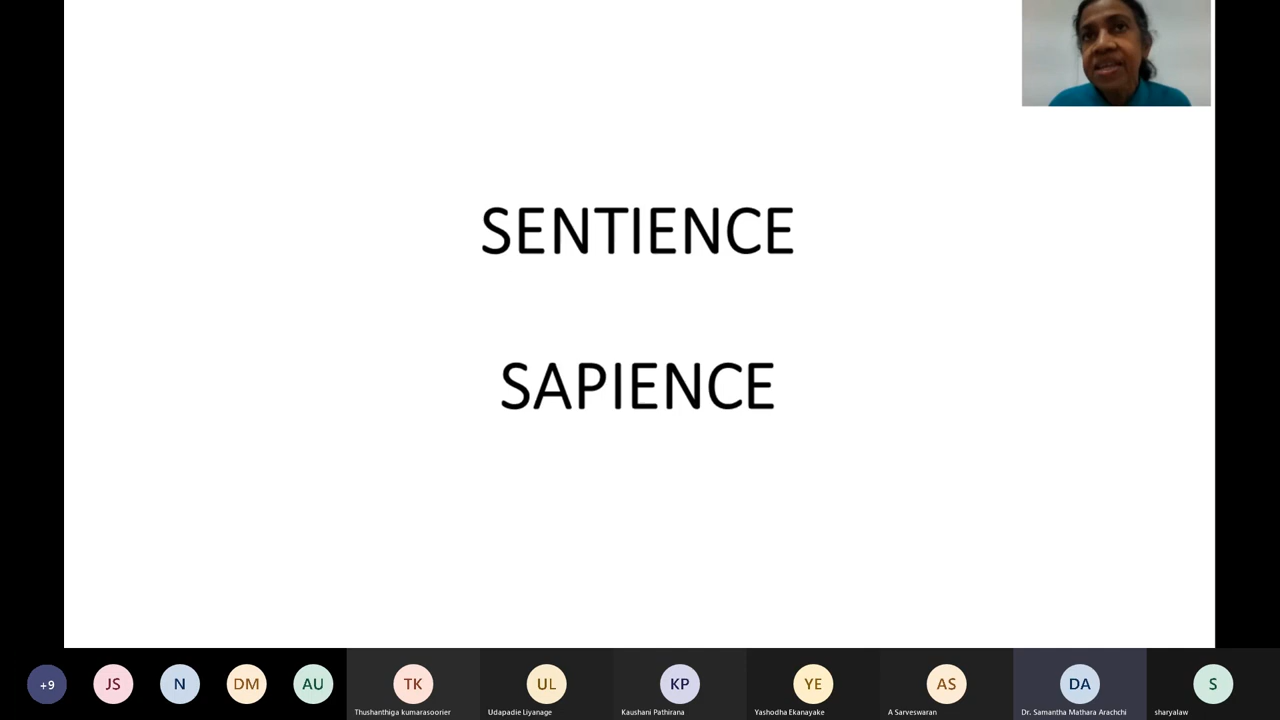 SENTIENCE
SAPIENCE
+9
JS
N
DM
AU
TK
UL
KP
YE
AS
DA
S
Thushanthiga kumarasoorier
Udapadie Liyanage
Kaushani Pathirana
Yashodha Ekanayake
A Sarveswaran
Dr. Samantha Mathara Arachchi
sharyalaw